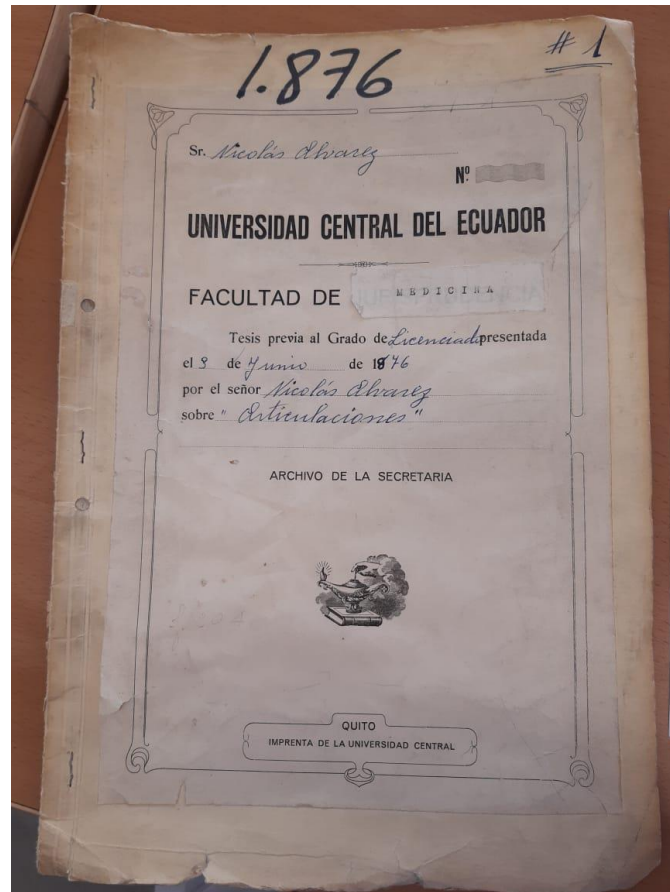 1.876
# 1
Sr. Nicolás Alvarez
Nº
UNIVERSIDAD CENTRAL DEL ECUADOR
FACULTAD DE MEDICINA
Tesis previa al Grado de Licenciado presentada
el 9 de Junio de 1876
por el señor Nicolás Alvarez
sobre " Articulaciones "
ARCHIVO DE LA SECRETARIA
QUITO
IMPRENTA DE LA UNIVERSIDAD CENTRAL